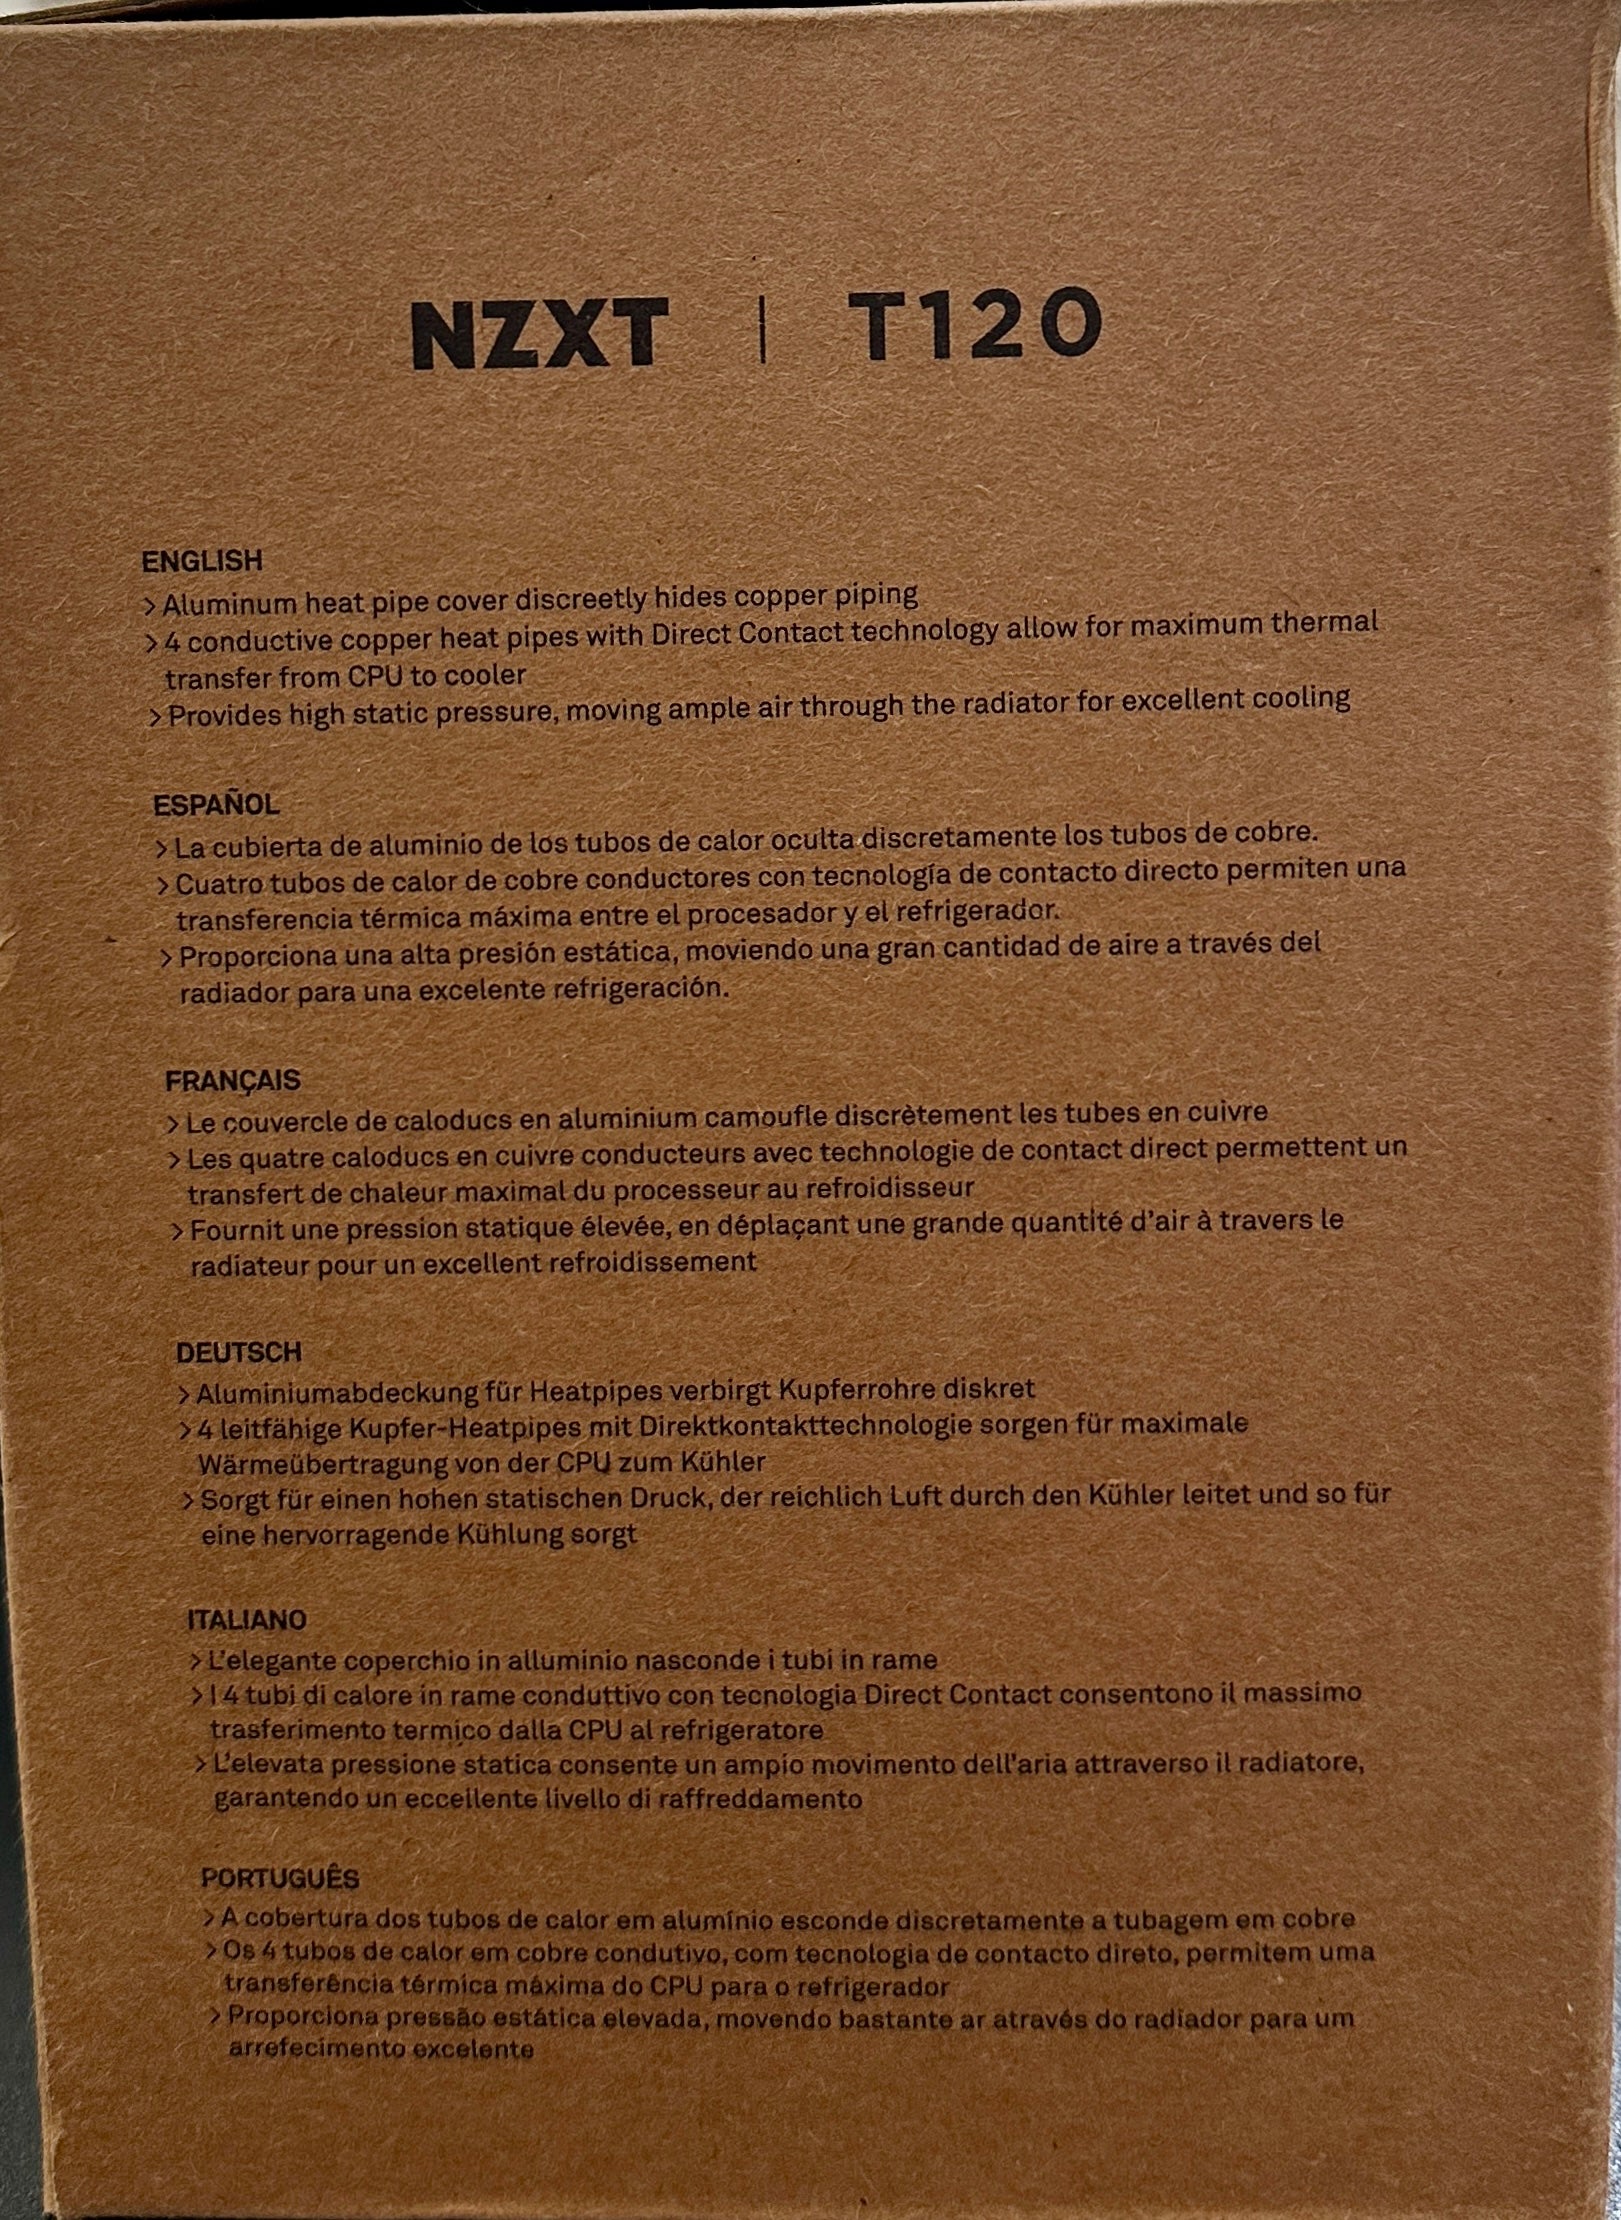 NZXT | T120
ENGLISH
> Aluminum heat pipe cover discreetly hides copper piping
> 4 conductive copper heat pipes with Direct Contact technology allow for maximum thermal
transfer from CPU to cooler
> Provides high static pressure, moving ample air through the radiator for excellent cooling
ESPAÑOL
> La cubierta de aluminio de los tubos de calor oculta discretamente los tubos de cobre.
> Cuatro tubos de calor de cobre conductores con tecnología de contacto directo permiten una
transferencia térmica máxima entre el procesador y el refrigerador.
> Proporciona una alta presión estática, moviendo una gran cantidad de aire a través del
radiador para una excelente refrigeración.
FRANÇAIS
> Le couvercle de caloducs en aluminium camoufle discrètement les tubes en cuivre
> Les quatre caloducs en cuivre conducteurs avec technologie de contact direct permettent un
transfert de chaleur maximal du processeur au refroidisseur
> Fournit une pression statique élevée, en déplaçant une grande quantité d'air à travers le
radiateur pour un excellent refroidissement
DEUTSCH
> Aluminiumabdeckung für Heatpipes verbirgt Kupferrohre diskret
> 4 leitfähige Kupfer-Heatpipes mit Direktkontakttechnologie sorgen für maximale
Wärmeübertragung von der CPU zum Kühler
> Sorgt für einen hohen statischen Druck, der reichlich Luft durch den Kühler leitet und so für
eine hervorragende Kühlung sorgt
ITALIANO
> L'elegante coperchio in alluminio nasconde i tubi in rame
> I 4 tubi di calore in rame conduttivo con tecnologia Direct Contact consentono il massimo
trasferimento termico dalla CPU al refrigeratore
> L'elevata pressione statica consente un ampio movimento dell'aria attraverso il radiatore,
garantendo un eccellente livello di raffreddamento
PORTUGUÊS
> A cobertura dos tubos de calor em alumínio esconde discretamente a tubagem em cobre
> Os 4 tubos de calor em cobre condutivo, com tecnologia de contacto direto, permitem uma
transferência térmica máxima do CPU para o refrigerador
> Proporciona pressão estática elevada, movendo bastante ar através do radiador para um
arrefecimento excelente